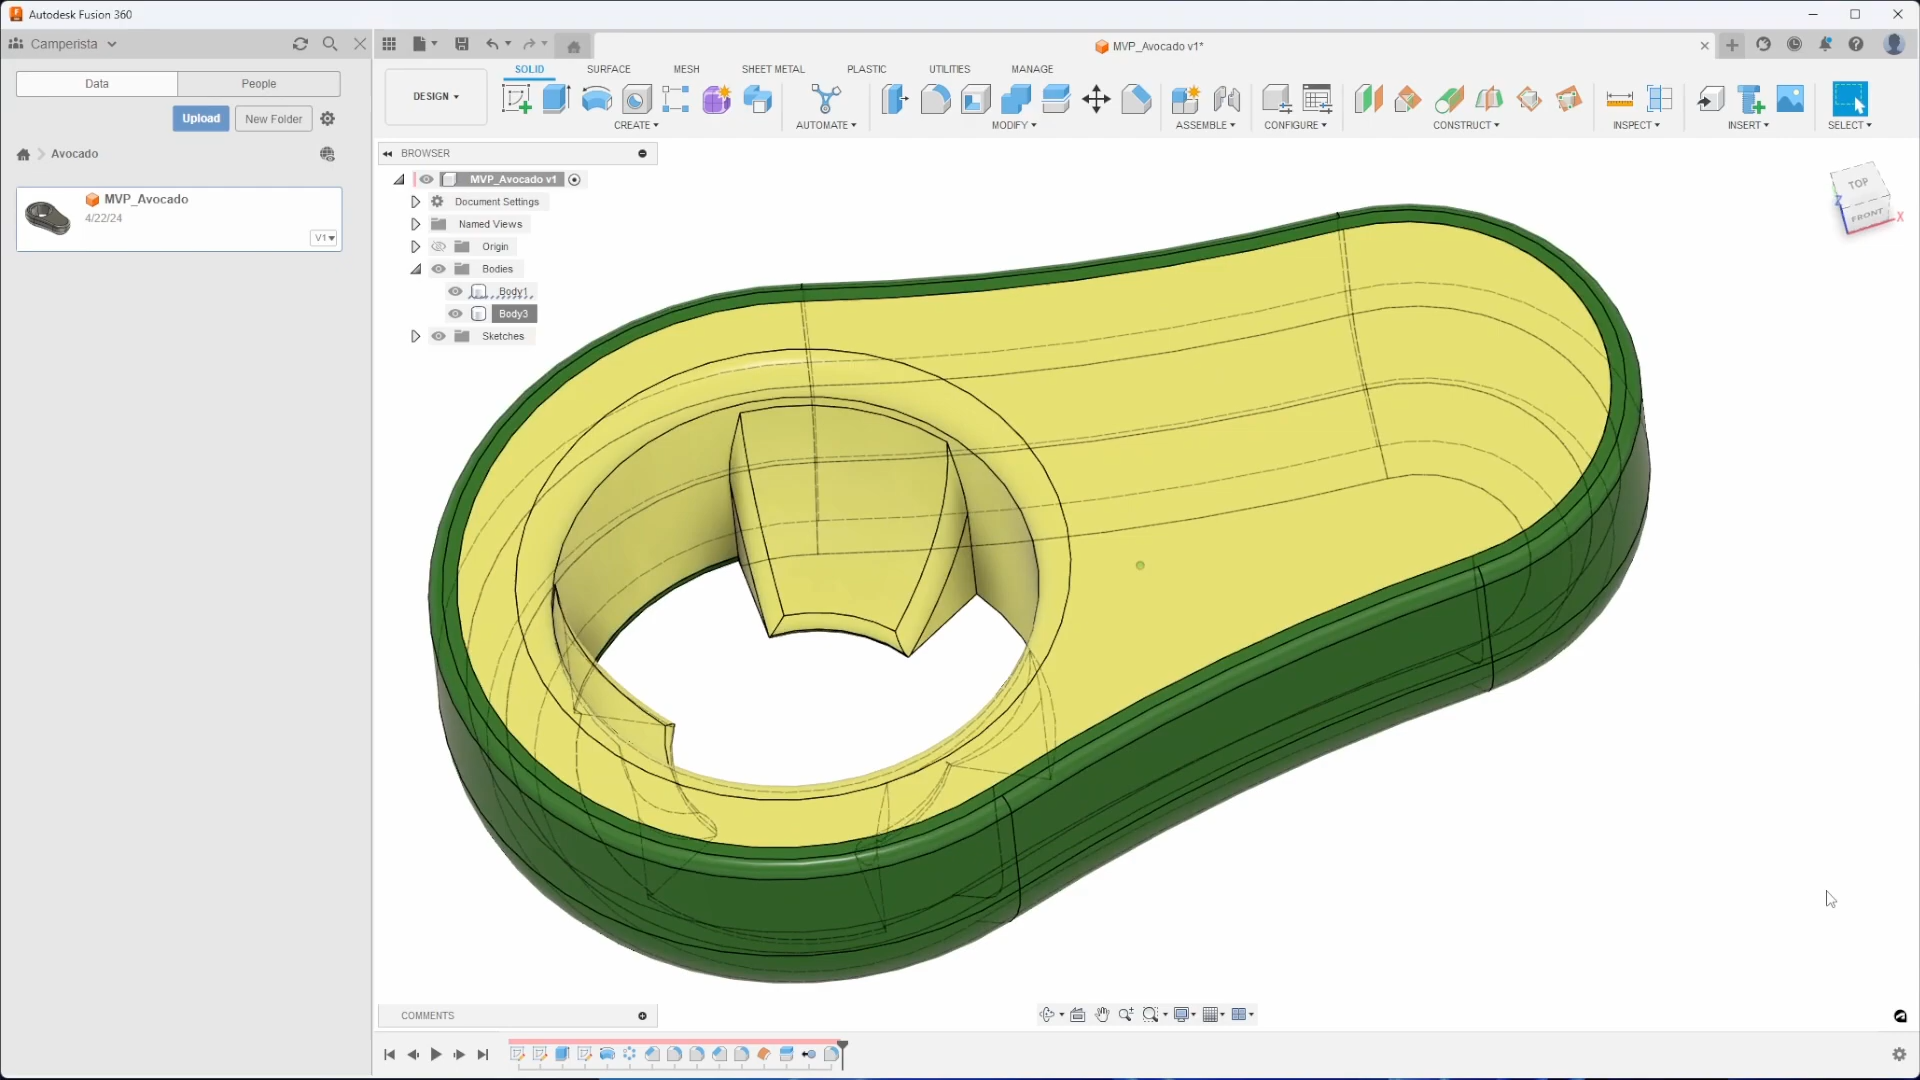 Autodesk Fusion 360
Camperista
MVP_Avocado v1*
Data
People
Upload
New Folder
Avocado
MVP_Avocado
4/22/24
V1
DESIGN
SOLID
SURFACE
MESH
SHEET METAL
PLASTIC
UTILITIES
MANAGE
CREATE
AUTOMATE
MODIFY
ASSEMBLE
CONFIGURE
CONSTRUCT
INSPECT
INSERT
SELECT
BROWSER
MVP_Avocado v1
Document Settings
Named Views
Origin
Bodies
Body1
Body3
Sketches
TOP
FRONT
Z
X
COMMENTS